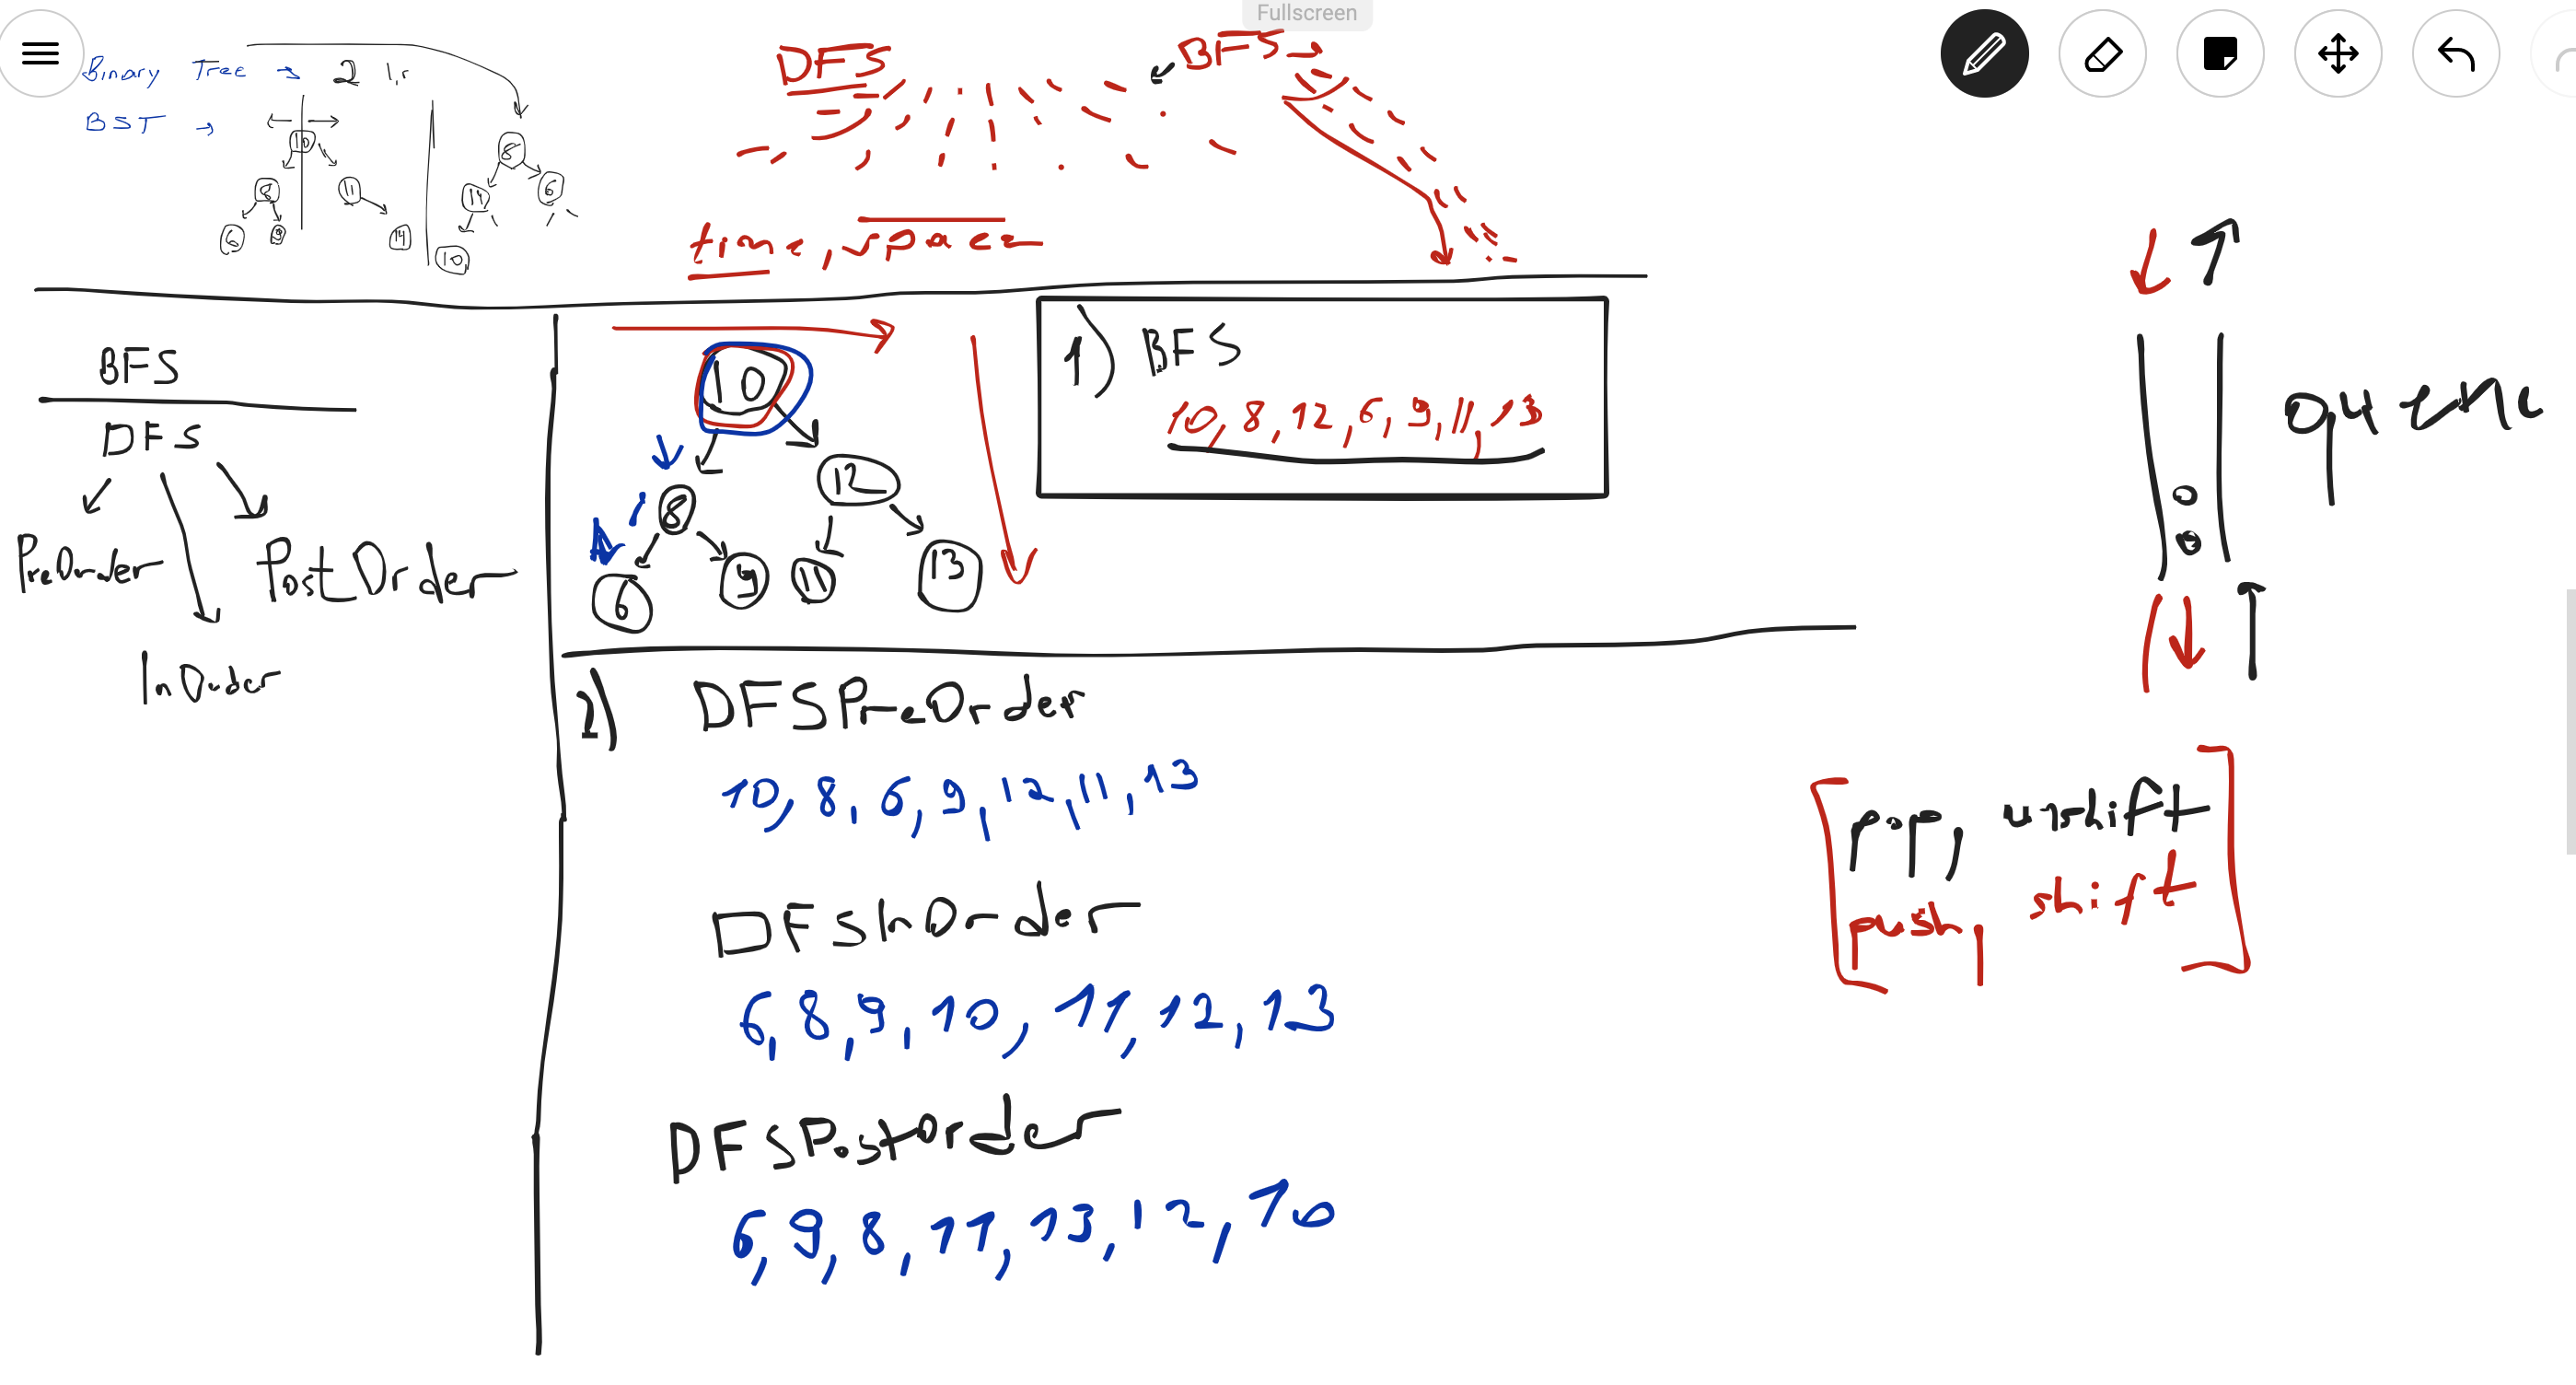 Fullscreen
Binary Tree → 2 l, r
BST →
10
8
11
6
9
14
8
14
6
10
DFS
BFS →
time, space
BFS
DFS
PreOrder
PostOrder
InOrder
10
8
12
6
9
11
13
1) BFS
10, 8, 12, 6, 9, 11, 13
2) DFSPreOrder
10, 8, 6, 9, 12, 11, 13
DFSInOrder
6, 8, 9, 10, 11, 12, 13
DFSPostOrder
6, 9, 8, 11, 13, 12, 10
queue
pop, unshift
push, shift